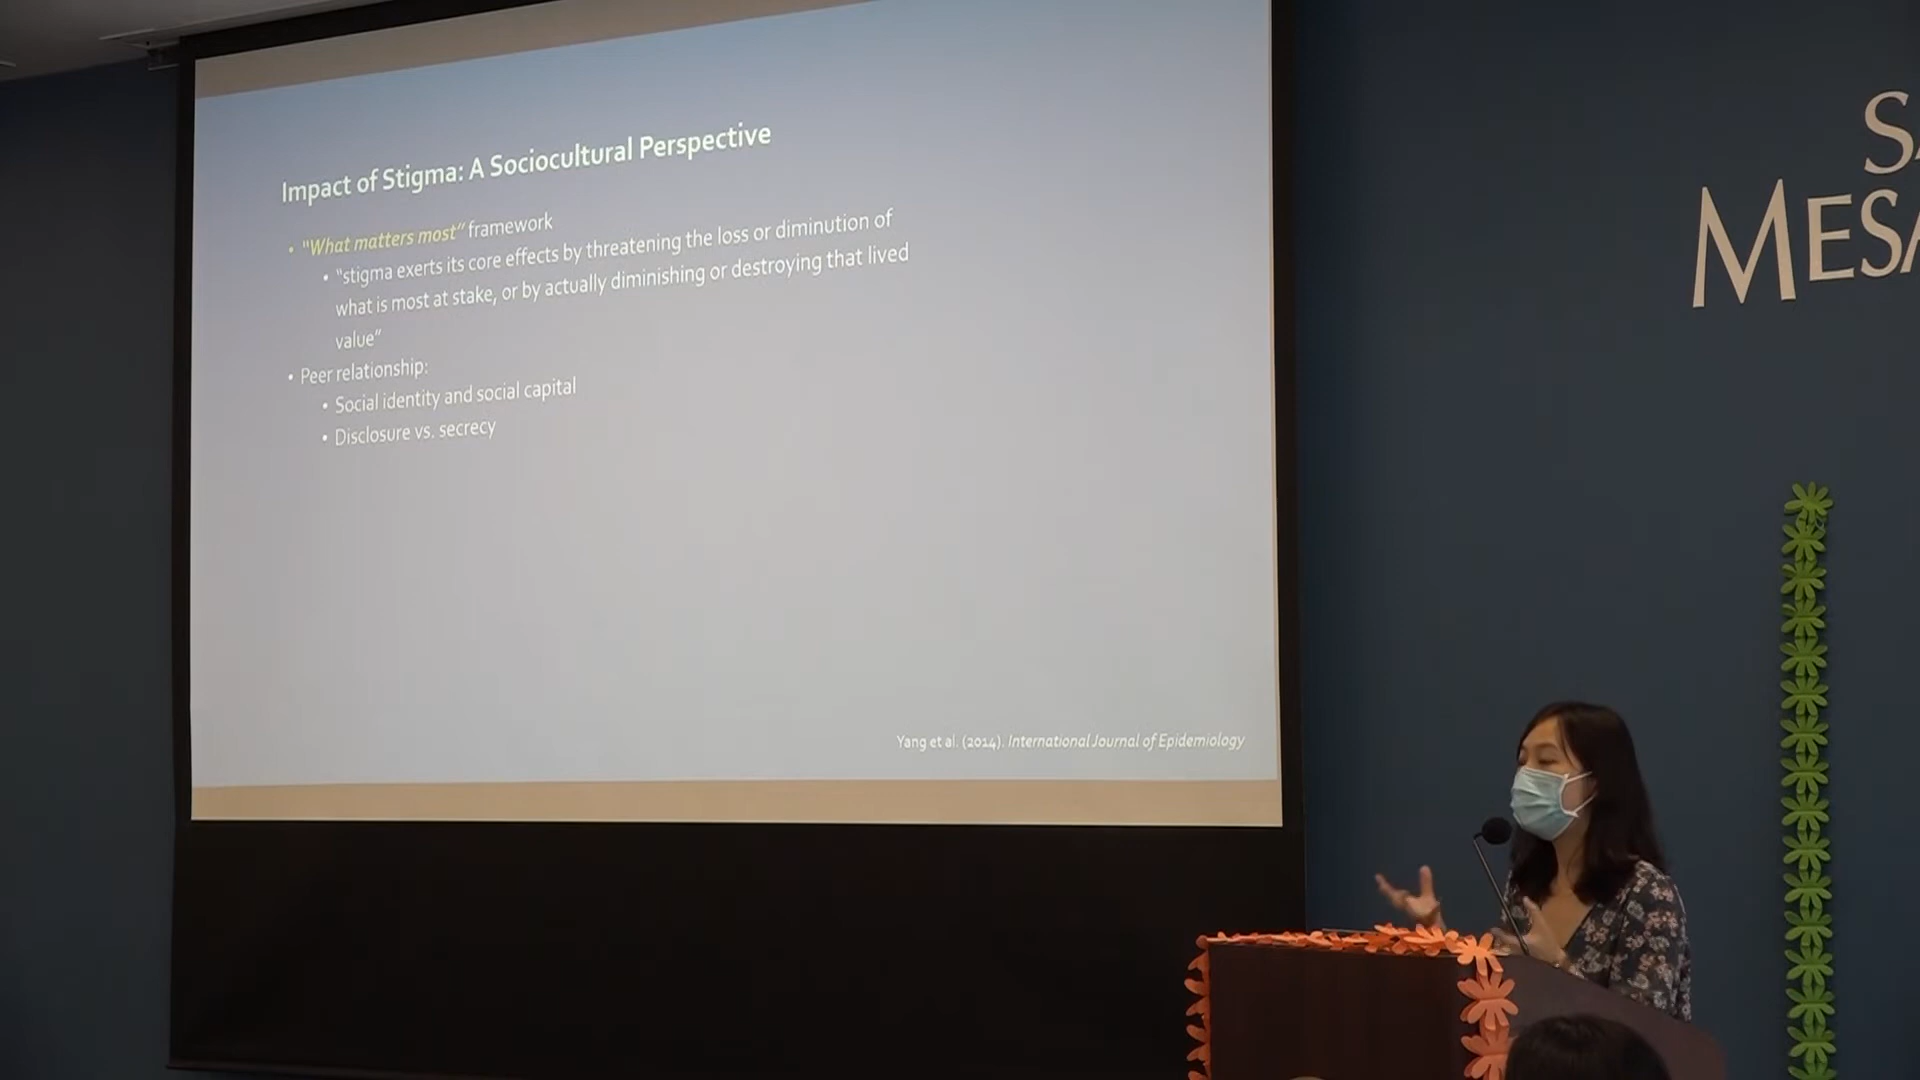 Impact of Stigma: A Sociocultural Perspective
• "What matters most" framework
• "stigma exerts its core effects by threatening the loss or diminution of
what is most at stake, or by actually diminishing or destroying that lived
value"
• Peer relationship:
• Social identity and social capital
• Disclosure vs. secrecy
Yang et al. (2014). International Journal of Epidemiology